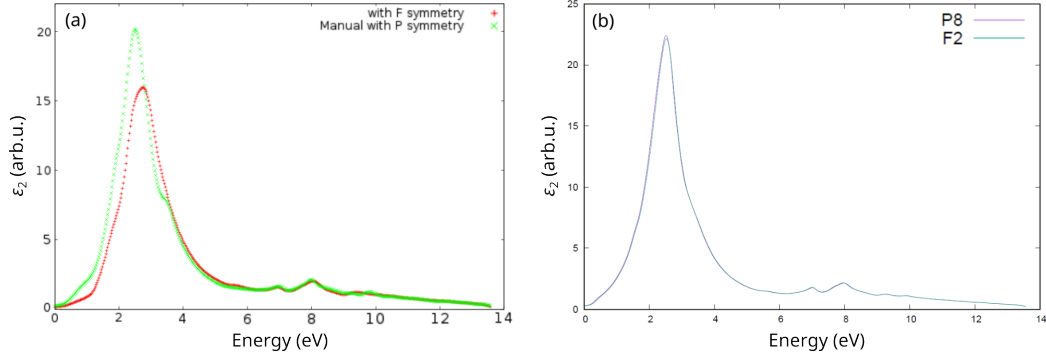 (a)
with F symmetry
Manual with P symmetry
20
15
10
5
0
ε2 (arb.u.)
0 2 4 6 8 10 12 14
Energy (eV)
(b)
P8
F2
25
20
15
10
5
0
ε2 (arb.u.)
0 2 4 6 8 10 12 14
Energy (eV)